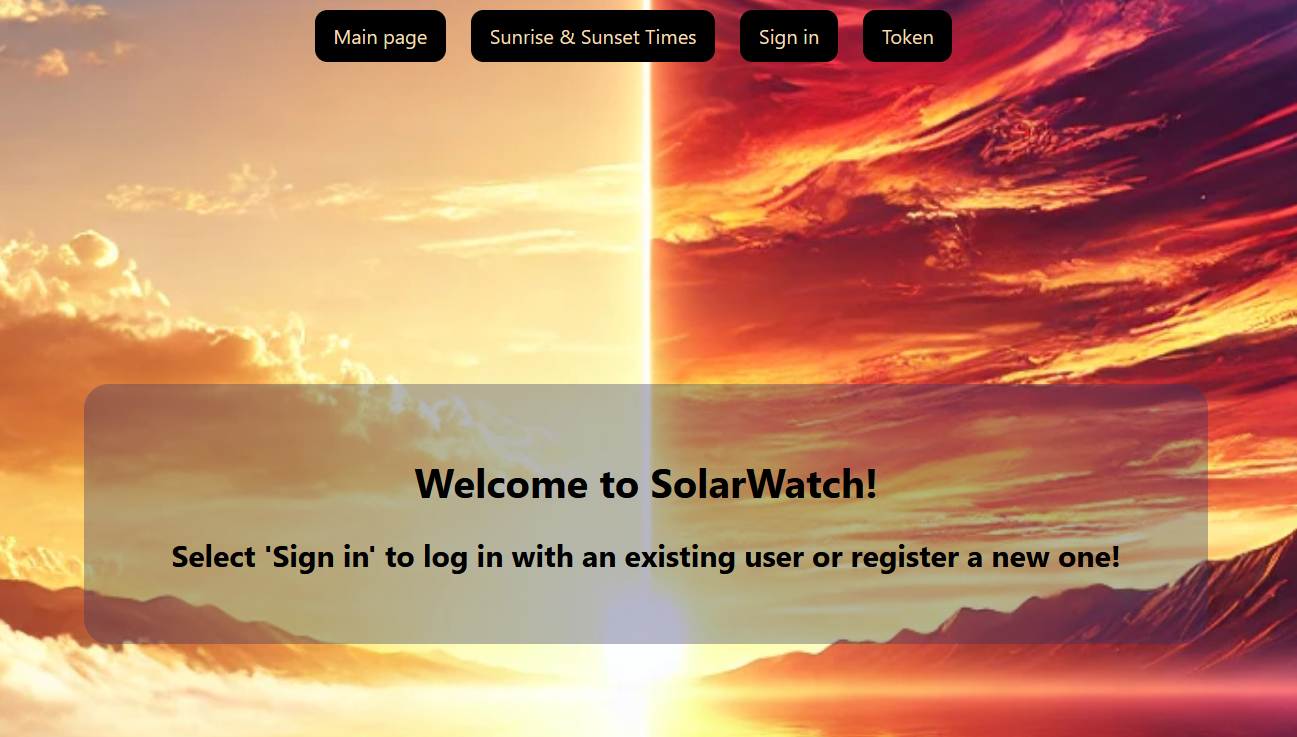 Main page
Sunrise & Sunset Times
Sign in
Token
Welcome to SolarWatch!
Select 'Sign in' to log in with an existing user or register a new one!